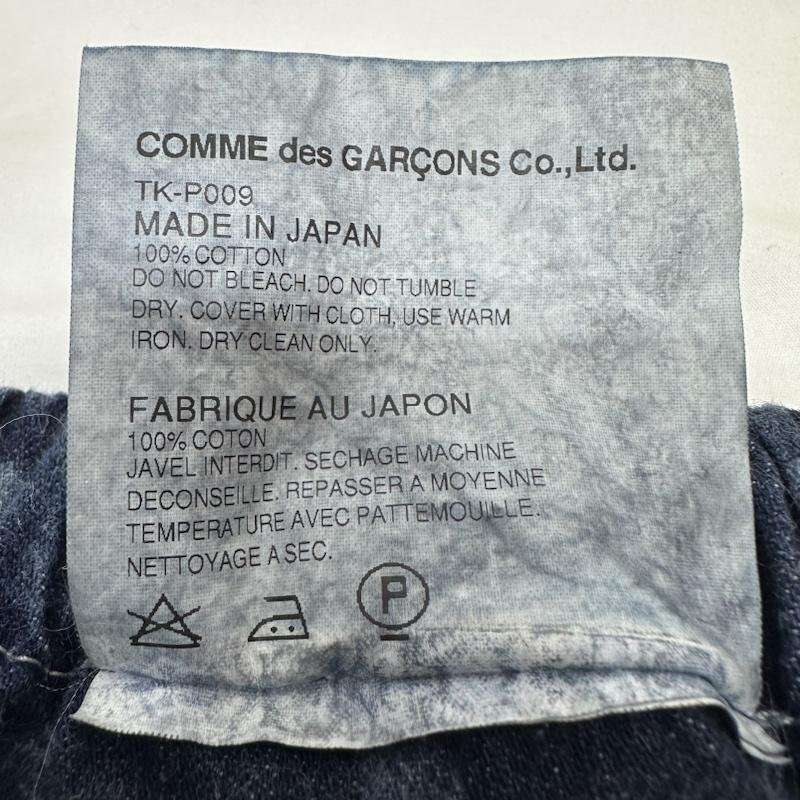 COMME des GARÇONS Co.,Ltd.
TK-P009
MADE IN JAPAN
100% COTTON
DO NOT BLEACH. DO NOT TUMBLE
DRY. COVER WITH CLOTH, USE WARM
IRON. DRY CLEAN ONLY.
FABRIQUE AU JAPON
100% COTON
JAVEL INTERDIT. SECHAGE MACHINE
DECONSEILLE. REPASSER A MOYENNE
TEMPERATURE AVEC PATTEMOUILLE.
NETTOYAGE A SEC.
P